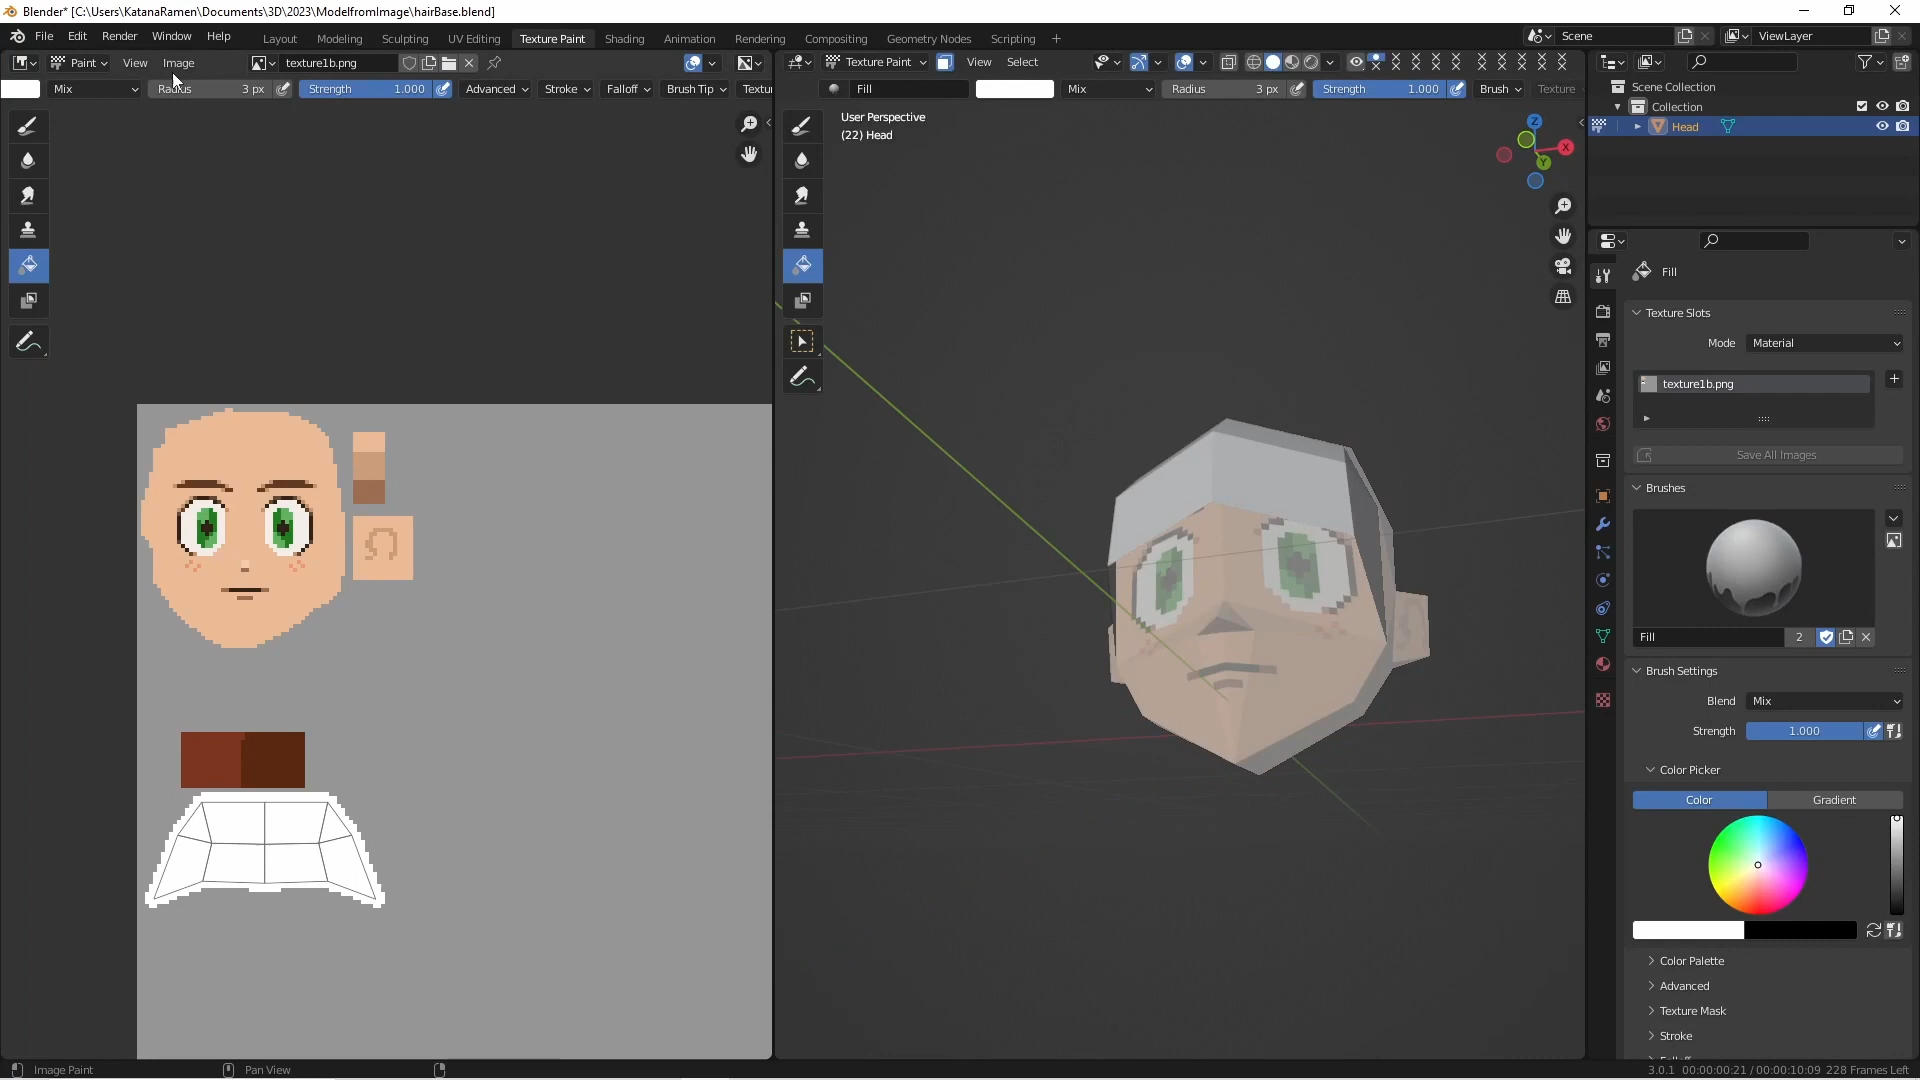 Blender* [C:\Users\KatanaRamen\Documents\3D\2023\ModelfromImage\hairBase.blend]
File Edit Render Window Help Layout Modeling Sculpting UV Editing Texture Paint Shading Animation Rendering Compositing Geometry Nodes Scripting + Scene ViewLayer
Paint View Image texture1b.png Texture Paint View Select
Mix Radius 3 px Strength 1.000 Advanced Stroke Falloff Brush Tip Textu Fill Mix Radius 3 px Strength 1.000 Brush Texture
User Perspective
(22) Head
Z
X
Y
Scene Collection
Collection
Head
Fill
Texture Slots
Mode Material
texture1b.png
Save All Images
Brushes
Fill 2
Brush Settings
Blend Mix
Strength 1.000
Color Picker
Color Gradient
Color Palette
Advanced
Texture Mask
Stroke
Image Paint Pan View 3.0.1 00:00:00:21 / 00:00:10:09 228 Frames Left